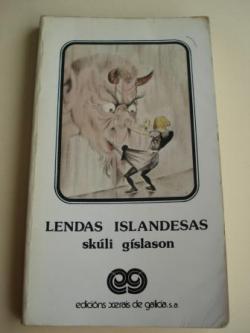 LENDAS ISLANDESAS
skúli gíslason
edicións xerais de galicia, s.a.